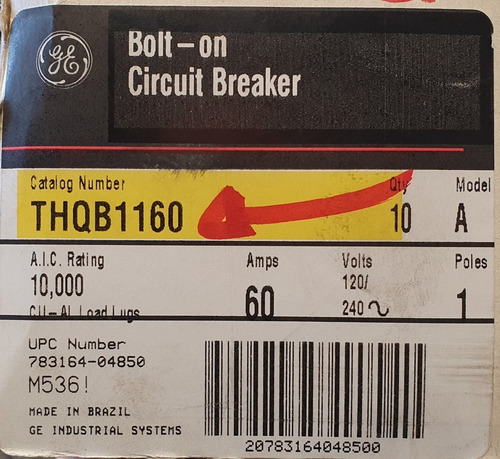 GE
Bolt-on
Circuit Breaker
Catalog Number Qty Model
THQB1160 10 A
A.I.C. Rating Amps Volts Poles
10,000 60 120/ 1
CU-Al Load Lugs 240 ~
UPC Number
783164-04850
M536!
MADE IN BRAZIL
GE INDUSTRIAL SYSTEMS
20783164048500